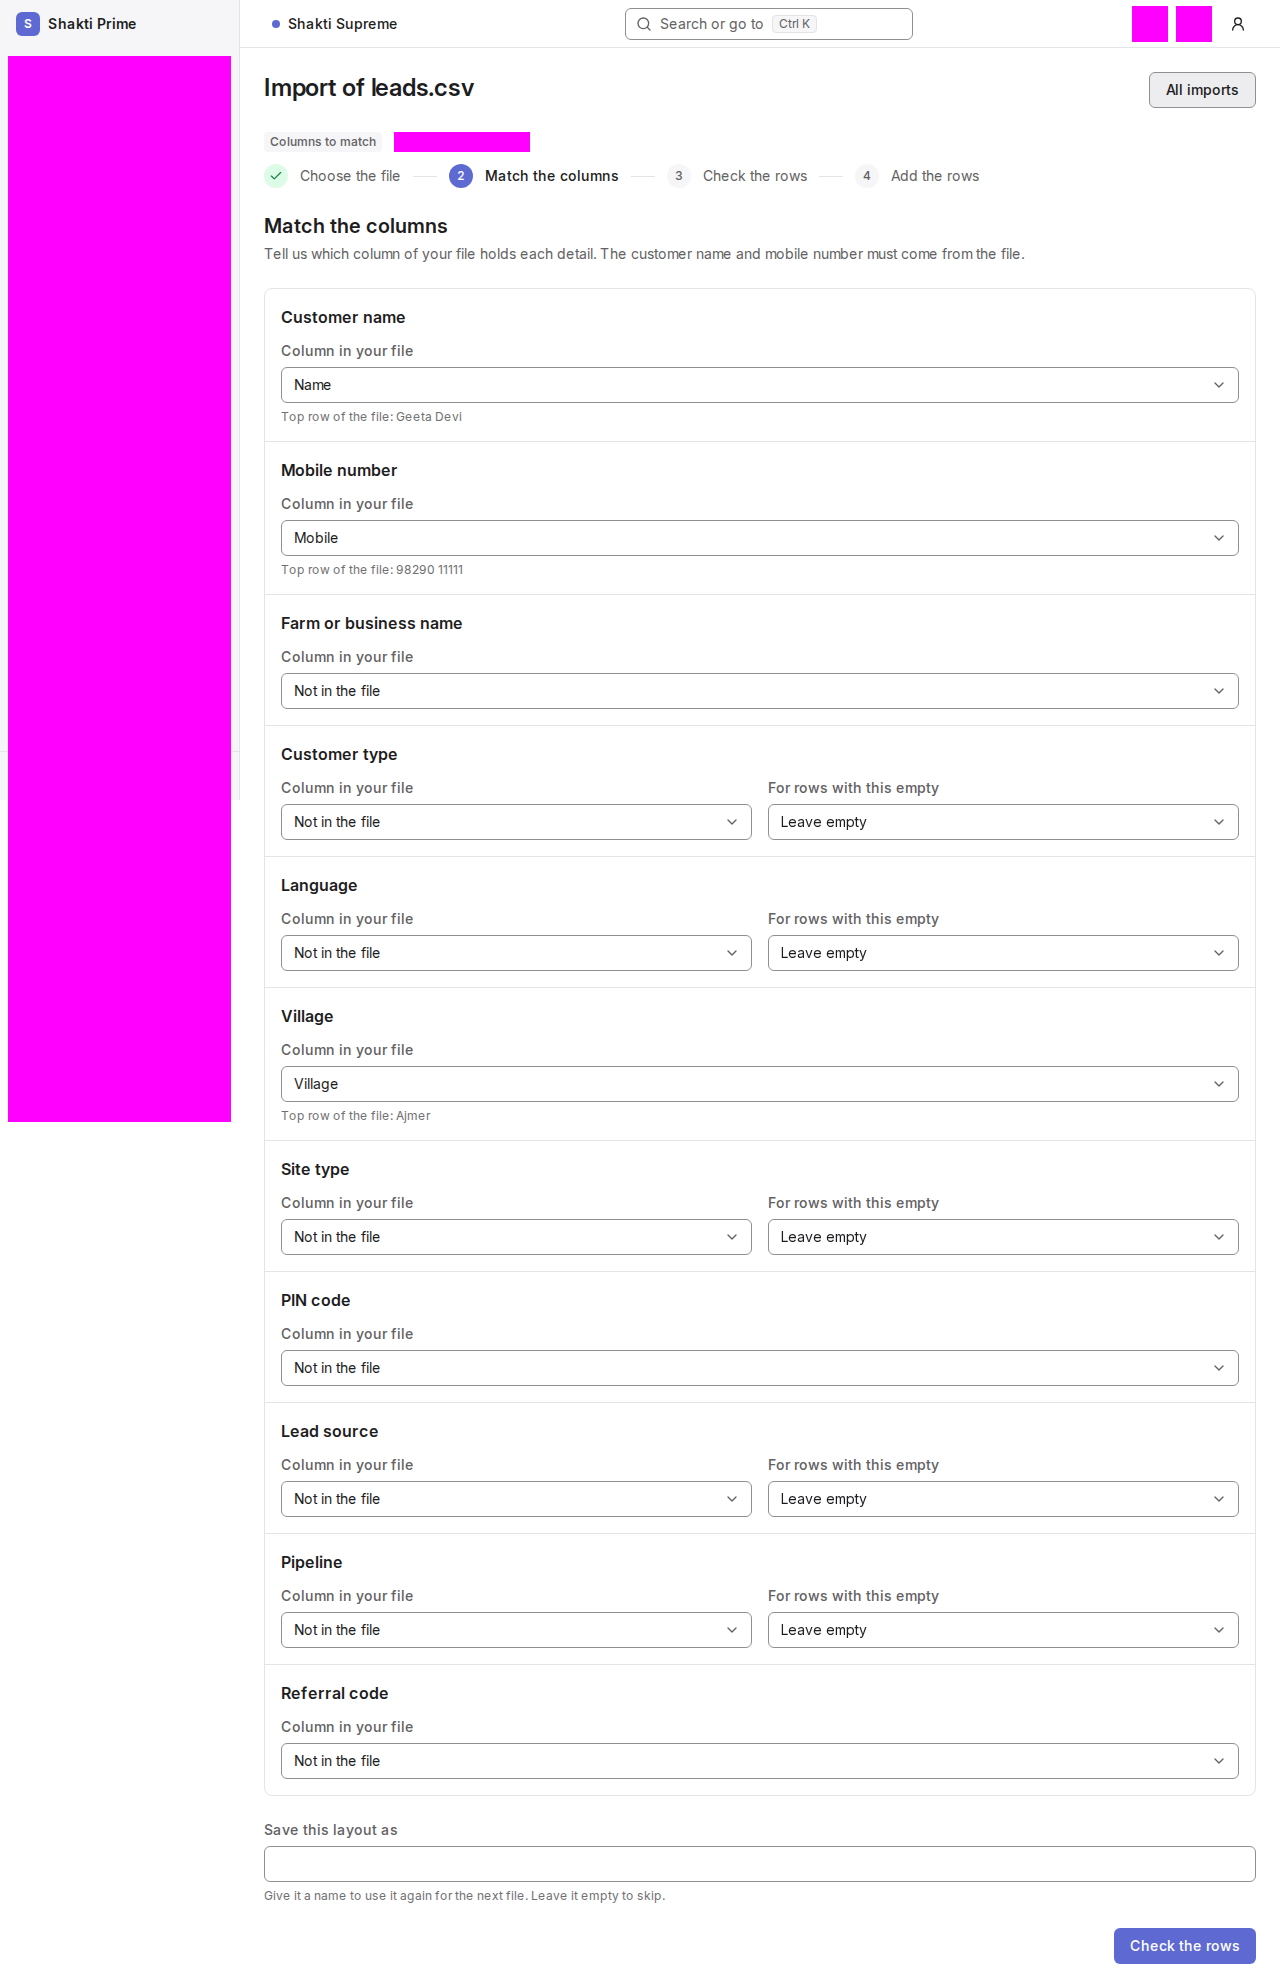 S Shakti Prime
Shakti Supreme
Search or go to Ctrl K
Import of leads.csv
All imports
Columns to match
Choose the file
2 Match the columns
3 Check the rows
4 Add the rows
Match the columns
Tell us which column of your file holds each detail. The customer name and mobile number must come from the file.
Customer name
Column in your file
Name
Top row of the file: Geeta Devi
Mobile number
Column in your file
Mobile
Top row of the file: 98290 11111
Farm or business name
Column in your file
Not in the file
Customer type
Column in your file For rows with this empty
Not in the file Leave empty
Language
Column in your file For rows with this empty
Not in the file Leave empty
Village
Column in your file
Village
Top row of the file: Ajmer
Site type
Column in your file For rows with this empty
Not in the file Leave empty
PIN code
Column in your file
Not in the file
Lead source
Column in your file For rows with this empty
Not in the file Leave empty
Pipeline
Column in your file For rows with this empty
Not in the file Leave empty
Referral code
Column in your file
Not in the file
Save this layout as
Give it a name to use it again for the next file. Leave it empty to skip.
Check the rows